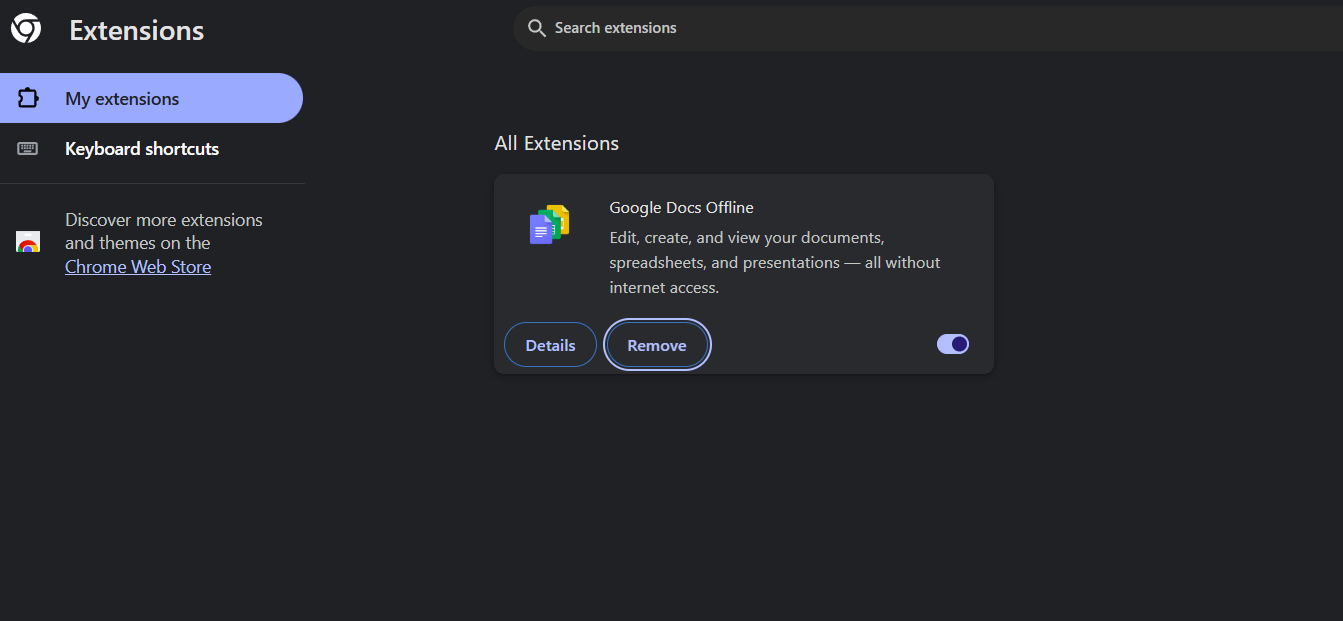 Extensions
Search extensions
My extensions
Keyboard shortcuts
Discover more extensions
and themes on the
Chrome Web Store
All Extensions
Google Docs Offline
Edit, create, and view your documents,
spreadsheets, and presentations — all without
internet access.
Details
Remove